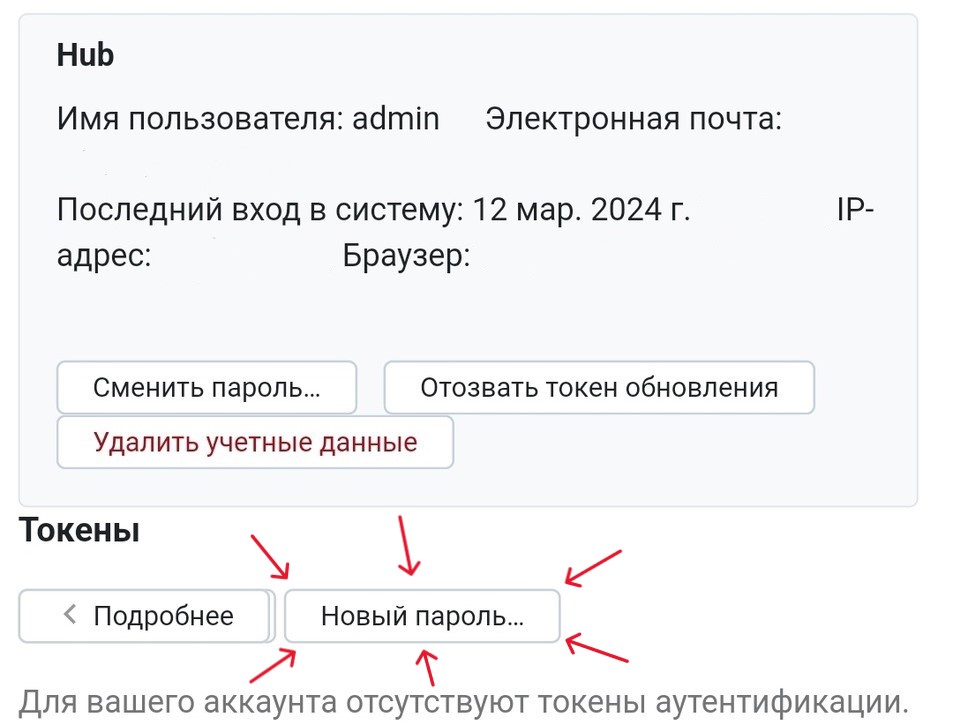 Hub
Имя пользователя: admin Электронная почта:
Последний вход в систему: 12 мар. 2024 г. IP-
адрес: Браузер:
Сменить пароль... Отозвать токен обновления
Удалить учетные данные
Токены
Подробнее Новый пароль...
Для вашего аккаунта отсутствуют токены аутентификации.